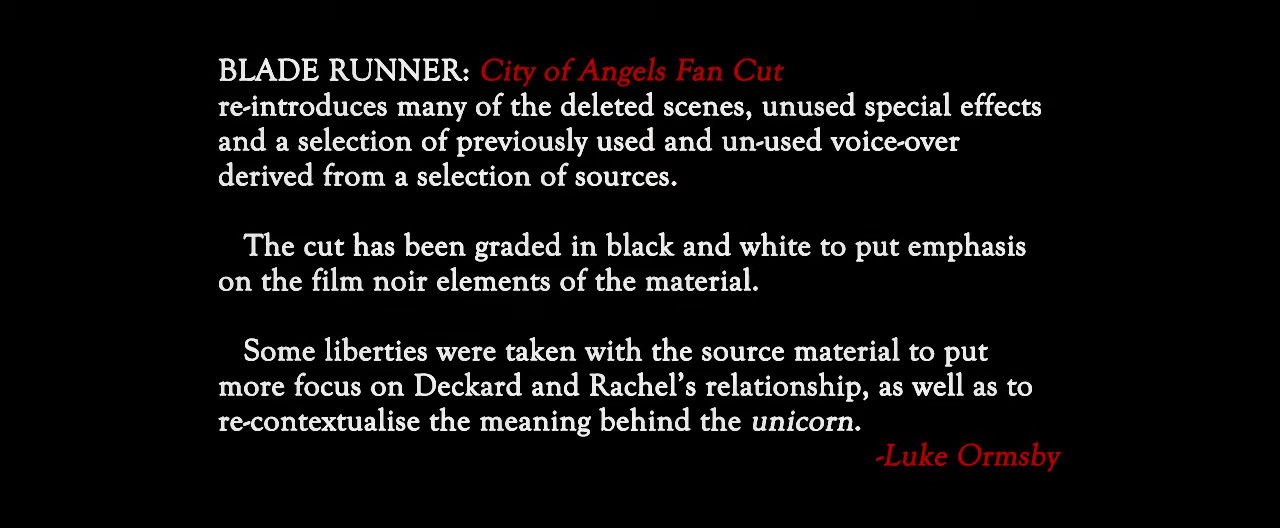 BLADE RUNNER: City of Angels Fan Cut
re-introduces many of the deleted scenes, unused special effects
and a selection of previously used and un-used voice-over
derived from a selection of sources.
The cut has been graded in black and white to put emphasis
on the film noir elements of the material.
Some liberties were taken with the source material to put
more focus on Deckard and Rachel's relationship, as well as to
re-contextualise the meaning behind the unicorn.
-Luke Ormsby